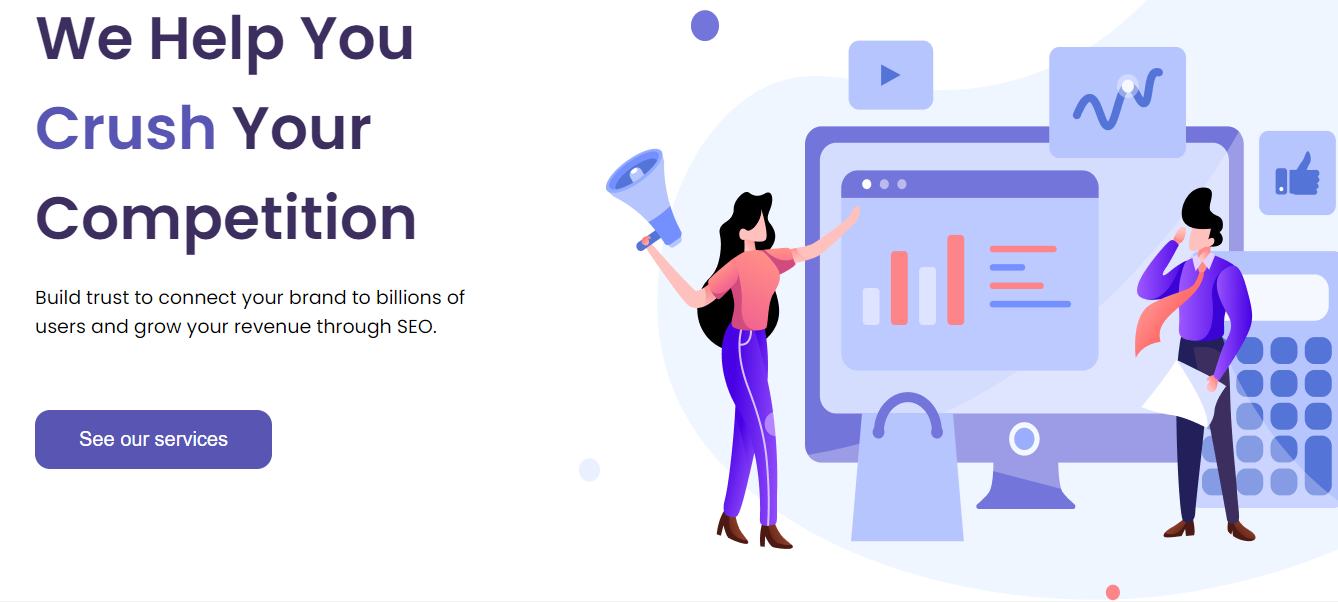 We Help You
Crush Your
Competition
Build trust to connect your brand to billions of
users and grow your revenue through SEO.
See our services